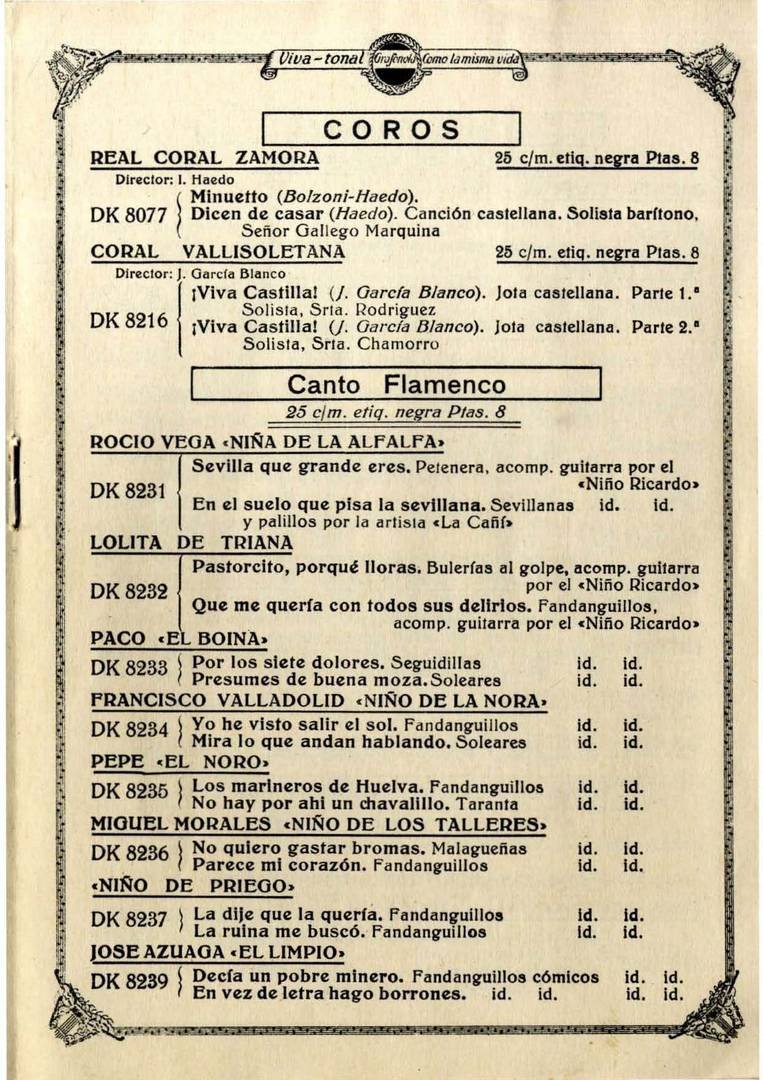 Viva-tonal Grafonola Como la misma vida
COROS
REAL CORAL ZAMORA 25 c/m. etiq. negra Ptas. 8
Director: I. Haedo
Minuetto (Bolzoni-Haedo).
DK 8077 Dicen de casar (Haedo). Canción castellana. Solista barítono,
Señor Gallego Marquina
CORAL VALLISOLETANA 25 c/m. etiq. negra Ptas. 8
Director: J. García Blanco
¡Viva Castilla! (J. García Blanco). Jota castellana. Parte 1.ª
Solista, Srta. Rodriguez
DK 8216
¡Viva Castilla! (J. García Blanco). Jota castellana. Parte 2.ª
Solista, Srta. Chamorro
Canto Flamenco
25 c/m. etiq. negra Ptas. 8
ROCIO VEGA «NIÑA DE LA ALFALFA»
Sevilla que grande eres. Petenera, acomp. guitarra por el
«Niño Ricardo»
DK 8231
En el suelo que pisa la sevillana. Sevillanas id. id.
y palillos por la artista «La Cañí»
LOLITA DE TRIANA
Pastorcito, porqué lloras. Bulerías al golpe, acomp. guitarra
por el «Niño Ricardo»
DK 8232
Que me quería con todos sus delirios. Fandanguillos,
acomp. guitarra por el «Niño Ricardo»
PACO «EL BOINA»
DK 8233 Por los siete dolores. Seguidillas id. id.
Presumes de buena moza. Soleares id. id.
FRANCISCO VALLADOLID «NIÑO DE LA NORA»
DK 8234 Yo he visto salir el sol. Fandanguillos id. id.
Mira lo que andan hablando. Soleares id. id.
PEPE «EL NORO»
DK 8235 Los marineros de Huelva. Fandanguillos id. id.
No hay por ahi un chavalillo. Taranta id. id.
MIGUEL MORALES «NIÑO DE LOS TALLERES»
DK 8236 No quiero gastar bromas. Malagueñas id. id.
Parece mi corazón. Fandanguillos id. id.
«NIÑO DE PRIEGO»
DK 8237 La dije que la quería. Fandanguillos id. id.
La ruina me buscó. Fandanguillos id. id.
JOSE AZUAGA «EL LIMPIO»
DK 8239 Decía un pobre minero. Fandanguillos cómicos id. id.
En vez de letra hago borrones. id. id. id. id.